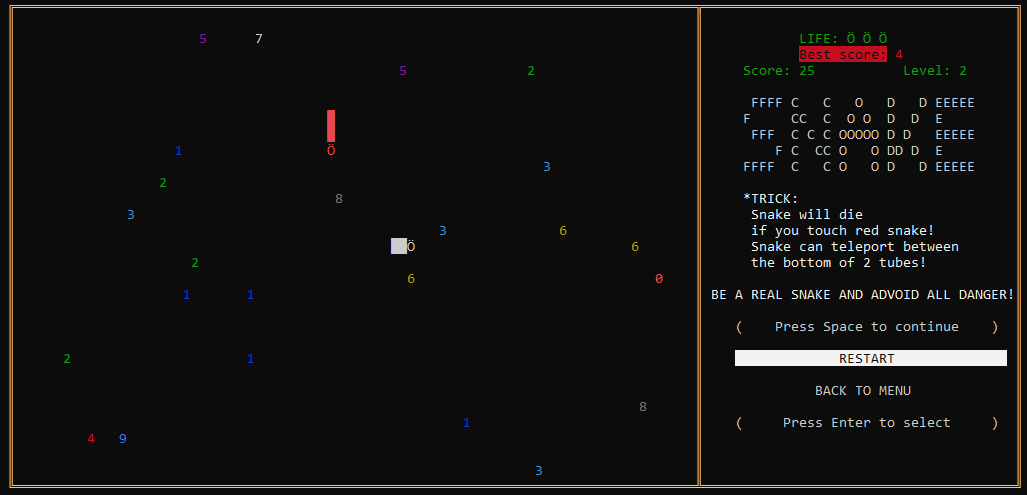 5 7
5 2
Ö
1
3
2
8
3
3 6
Ö 6
2
6 0
1 1
2 1
8
1
4 9
3
LIFE: Ö Ö Ö
Best score: 4
Score: 25 Level: 2
FFFF C C O D D EEEEE
F CC C O O D D E
FFF C C C OOOOO D D EEEEE
F C CC O O DD D E
FFFF C C O O D D EEEEE
*TRICK:
Snake will die
if you touch red snake!
Snake can teleport between
the bottom of 2 tubes!
BE A REAL SNAKE AND ADVOID ALL DANGER!
( Press Space to continue )
RESTART
BACK TO MENU
( Press Enter to select )